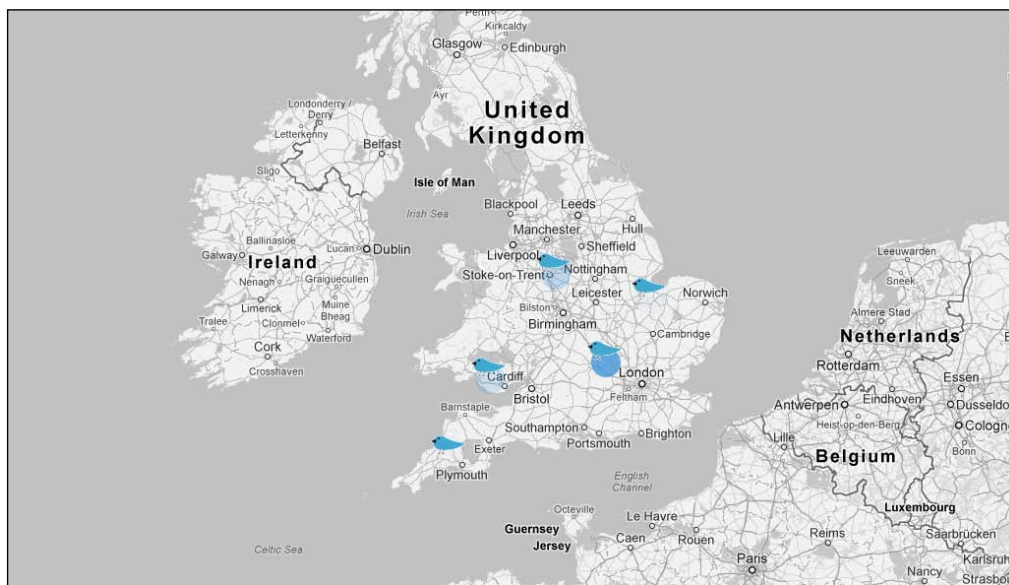 Perth
Kirkcaldy
Glasgow
Edinburgh
Ayr
United
Kingdom
Londonderry /
Derry
Letterkenny
Belfast
Sligo
Isle of Man
Irish Sea
Blackpool
Leeds
Hull
Manchester
Liverpool
Sheffield
Ballinasloe
Lucan
Dublin
Galway
Ireland
Nenagh
Graiguecullen
Stoke-on-Trent
Nottingham
Limerick
Muine
Bheag
Leicester
Norwich
Tralee
Clonmel
Waterford
Bilston
Birmingham
Cambridge
Cork
Crosshaven
Leeuwarden
Sneek
Almere Stad
Netherlands
Rotterdam
Cardiff
London
Bristol
Feltham
Essen
Eindhoven
Antwerpen
Dusseldo
Barnstaple
Heist-op-den-Berg
Cologn
Southampton
Portsmouth
Brighton
Exeter
Lille
Belgium
Bonn
Plymouth
English
Channel
Octeville
Luxembourg
Guernsey
Le Havre
Jersey
Caen
Rouen
Reims
Saarbrücken
Celtic Sea
Karlsruh
Paris
Nancy
Strasbo